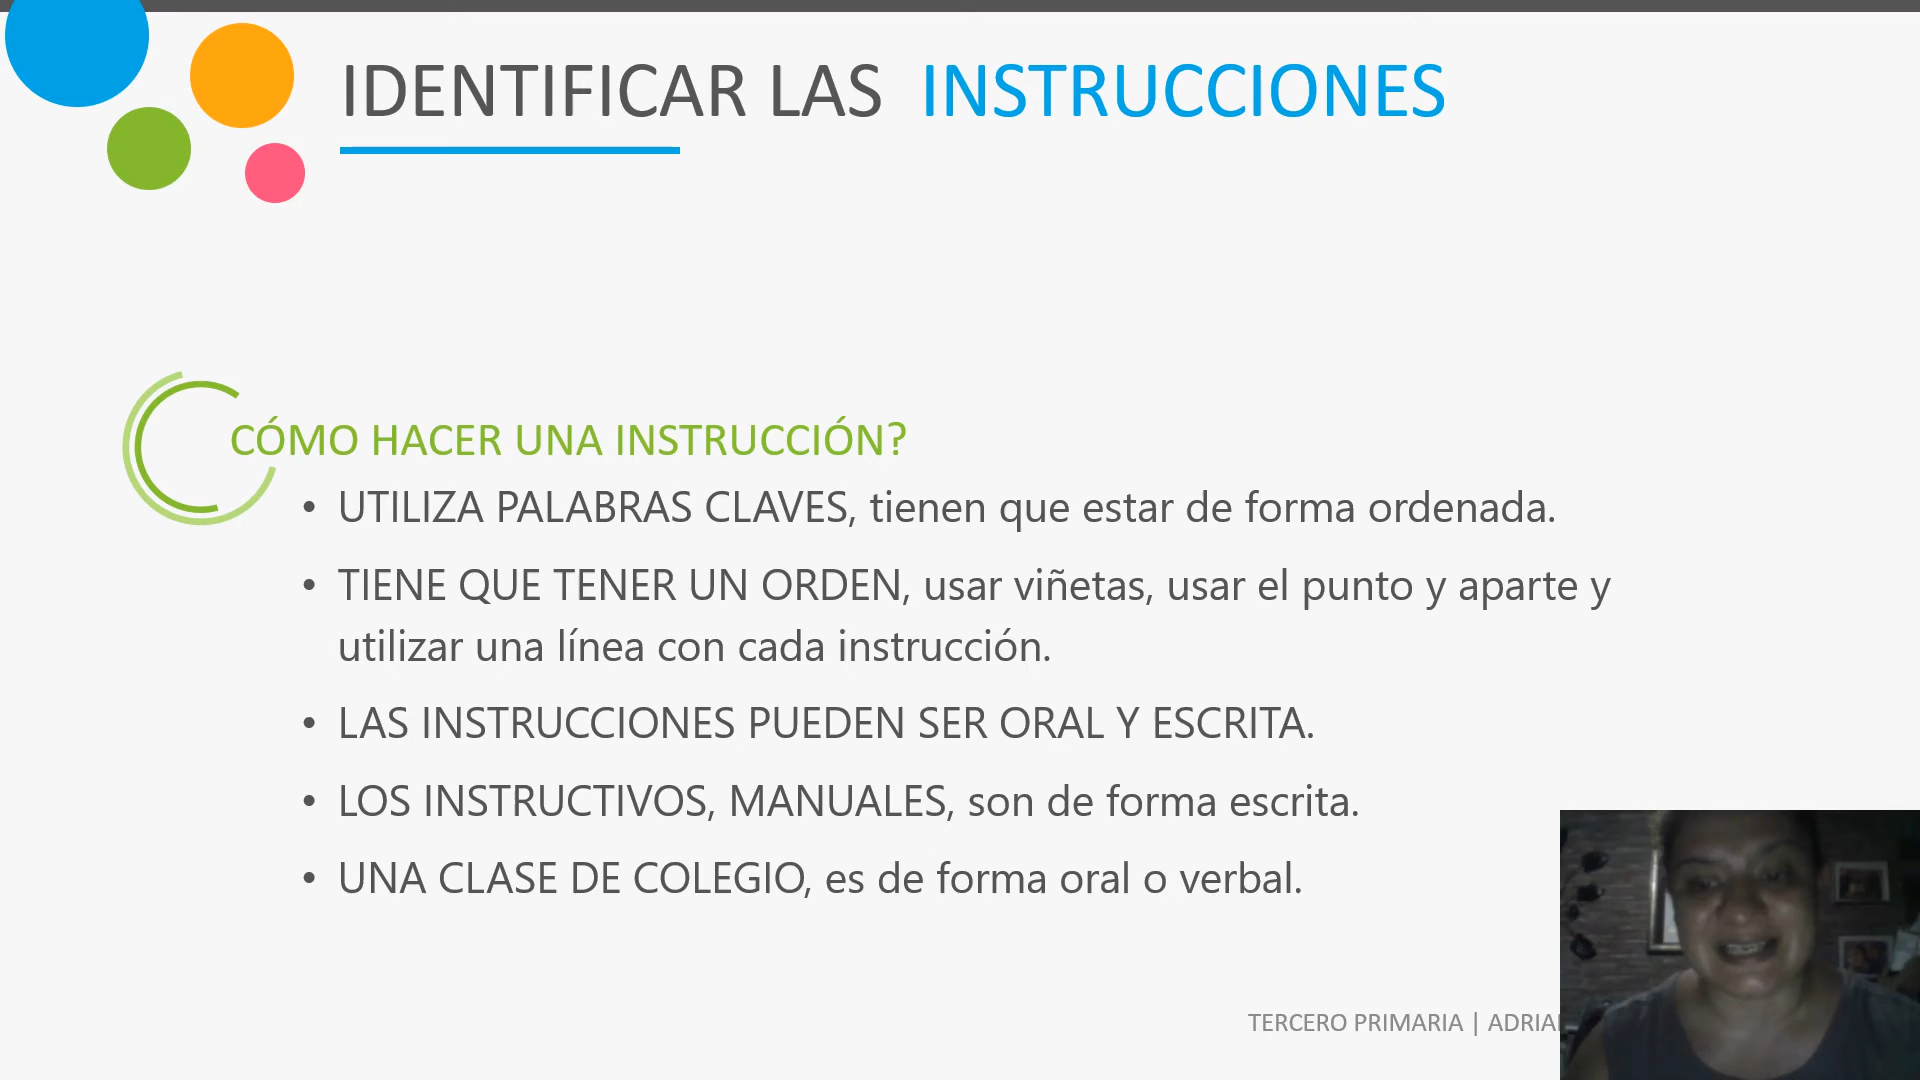 IDENTIFICAR LAS INSTRUCCIONES
CÓMO HACER UNA INSTRUCCIÓN?
• UTILIZA PALABRAS CLAVES, tienen que estar de forma ordenada.
• TIENE QUE TENER UN ORDEN, usar viñetas, usar el punto y aparte y
utilizar una línea con cada instrucción.
• LAS INSTRUCCIONES PUEDEN SER ORAL Y ESCRITA.
• LOS INSTRUCTIVOS, MANUALES, son de forma escrita.
• UNA CLASE DE COLEGIO, es de forma oral o verbal.
TERCERO PRIMARIA |